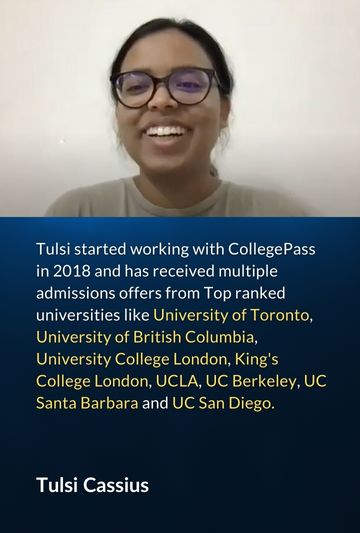 Tulsi started working with CollegePass
in 2018 and has received multiple
admissions offers from Top ranked
universities like University of Toronto,
University of British Columbia,
University College London, King's
College London, UCLA, UC Berkeley, UC
Santa Barbara and UC San Diego.
Tulsi Cassius